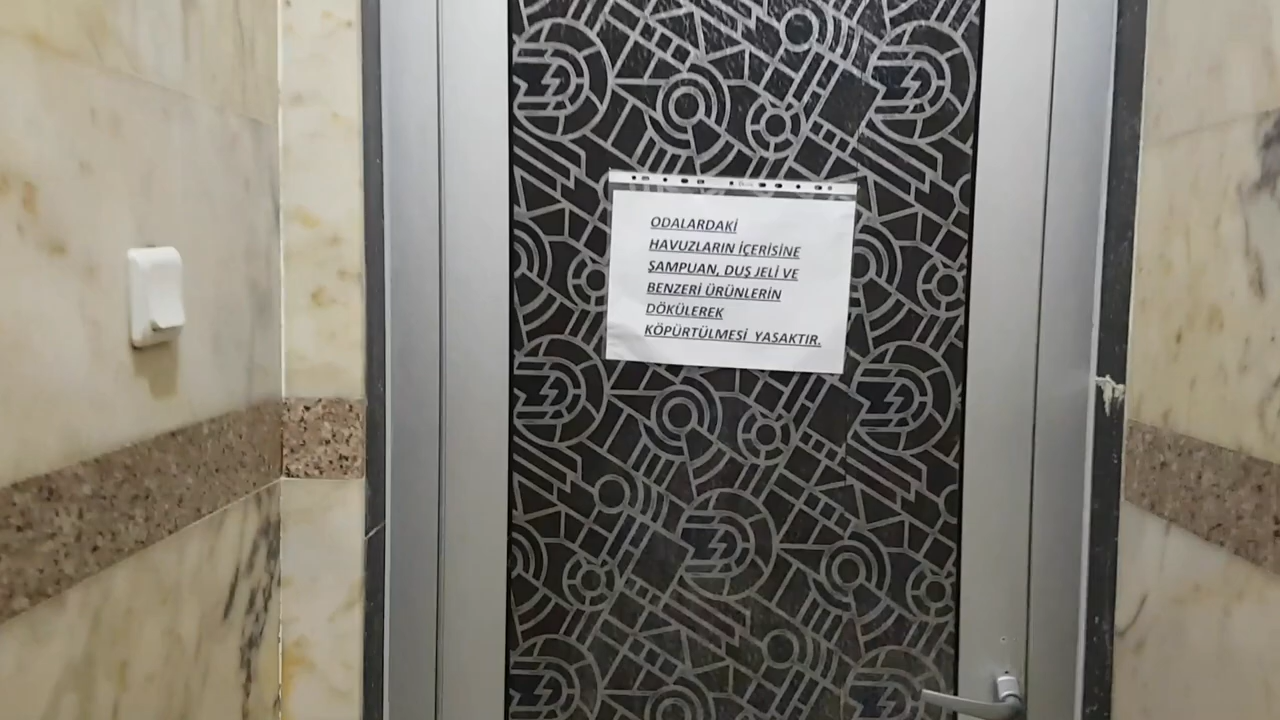 ODALARDAKİ
HAVUZLARIN İÇERİSİNE
ŞAMPUAN, DUŞ JELİ VE
BENZERİ ÜRÜNLERİN
DÖKÜLEREK
KÖPÜRTÜLMESİ YASAKTIR.